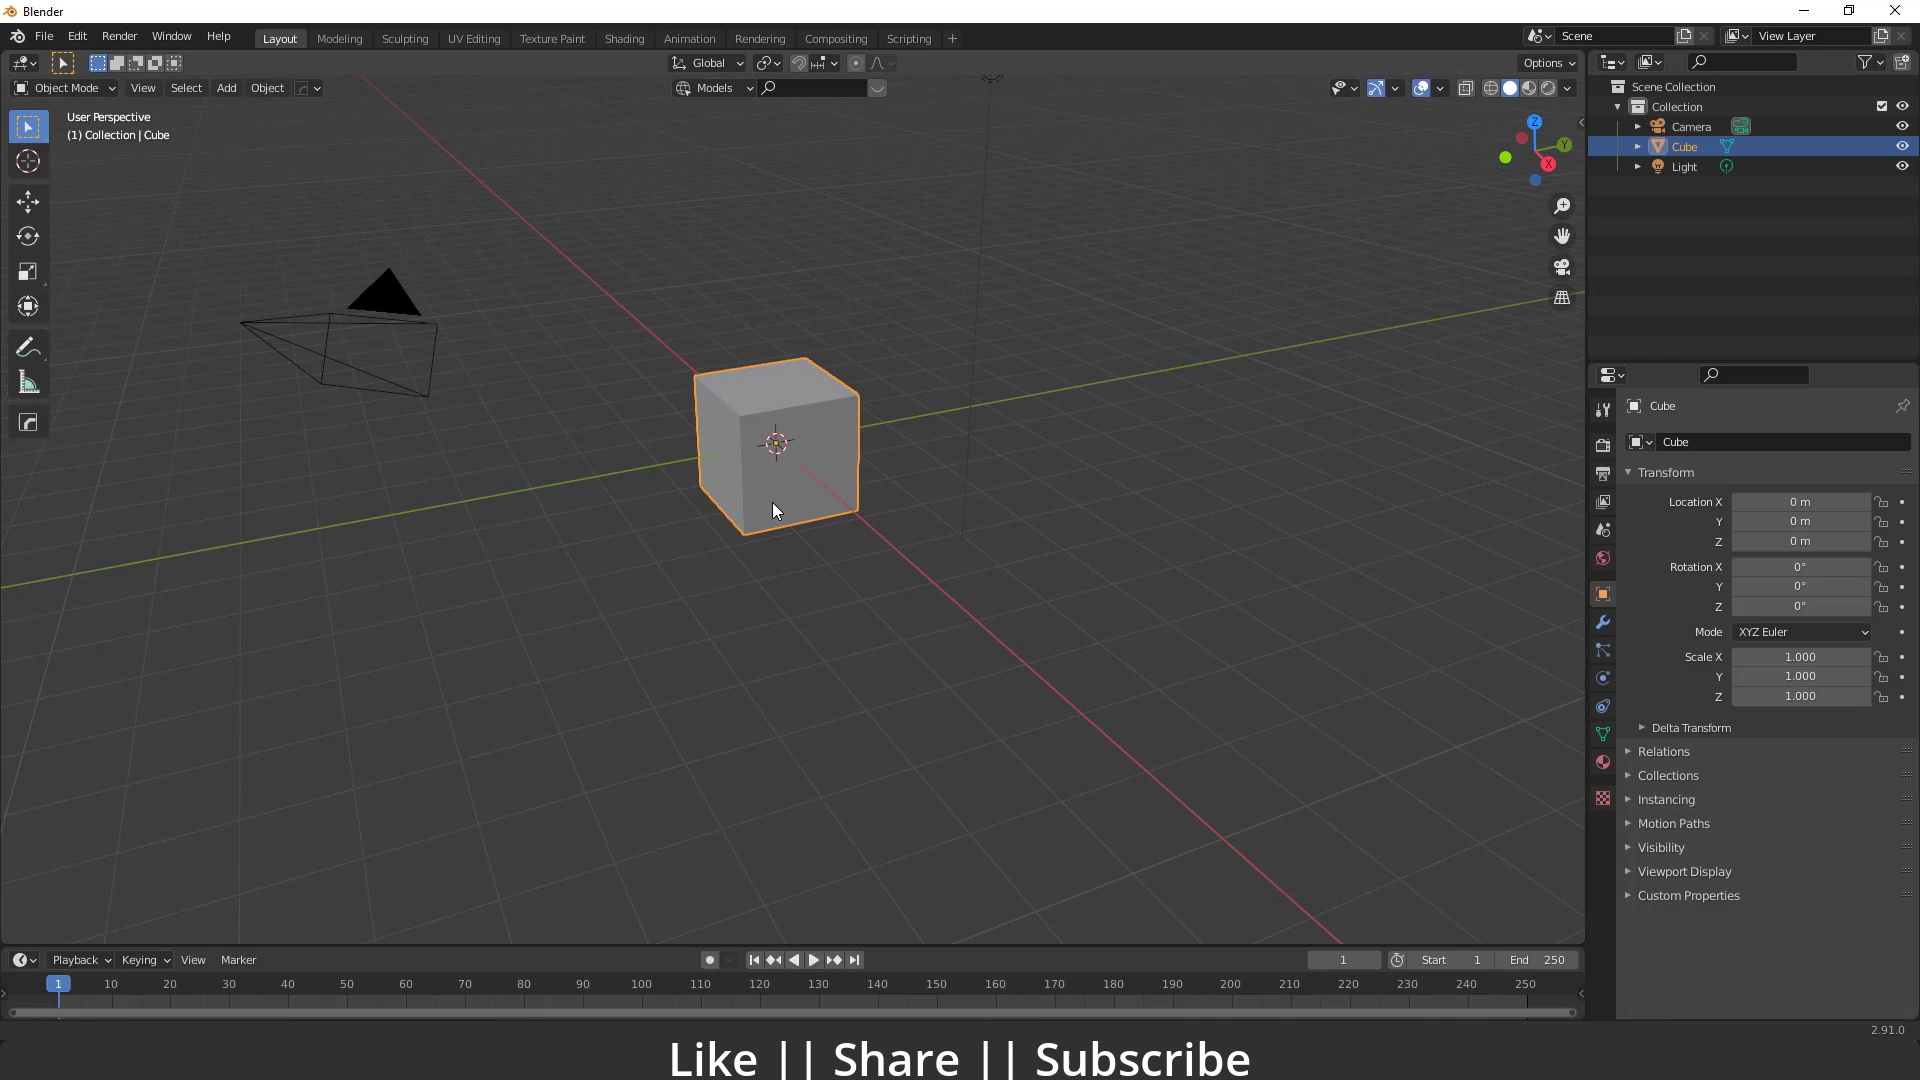 Blender
File Edit Render Window Help Layout Modeling Sculpting UV Editing Texture Paint Shading Animation Rendering Compositing Scripting + Scene View Layer
Global Options
Object Mode View Select Add Object Models
User Perspective
(1) Collection | Cube
Z
Y
X
Scene Collection
Collection
Camera
Cube
Light
Cube
Cube
Transform
Location X 0 m
Y 0 m
Z 0 m
Rotation X 0°
Y 0°
Z 0°
Mode XYZ Euler
Scale X 1.000
Y 1.000
Z 1.000
Delta Transform
Relations
Collections
Instancing
Motion Paths
Visibility
Viewport Display
Custom Properties
Playback Keying View Marker 1 Start 1 End 250
1 10 20 30 40 50 60 70 80 90 100 110 120 130 140 150 160 170 180 190 200 210 220 230 240 250
2.91.0
Like || Share || Subscribe